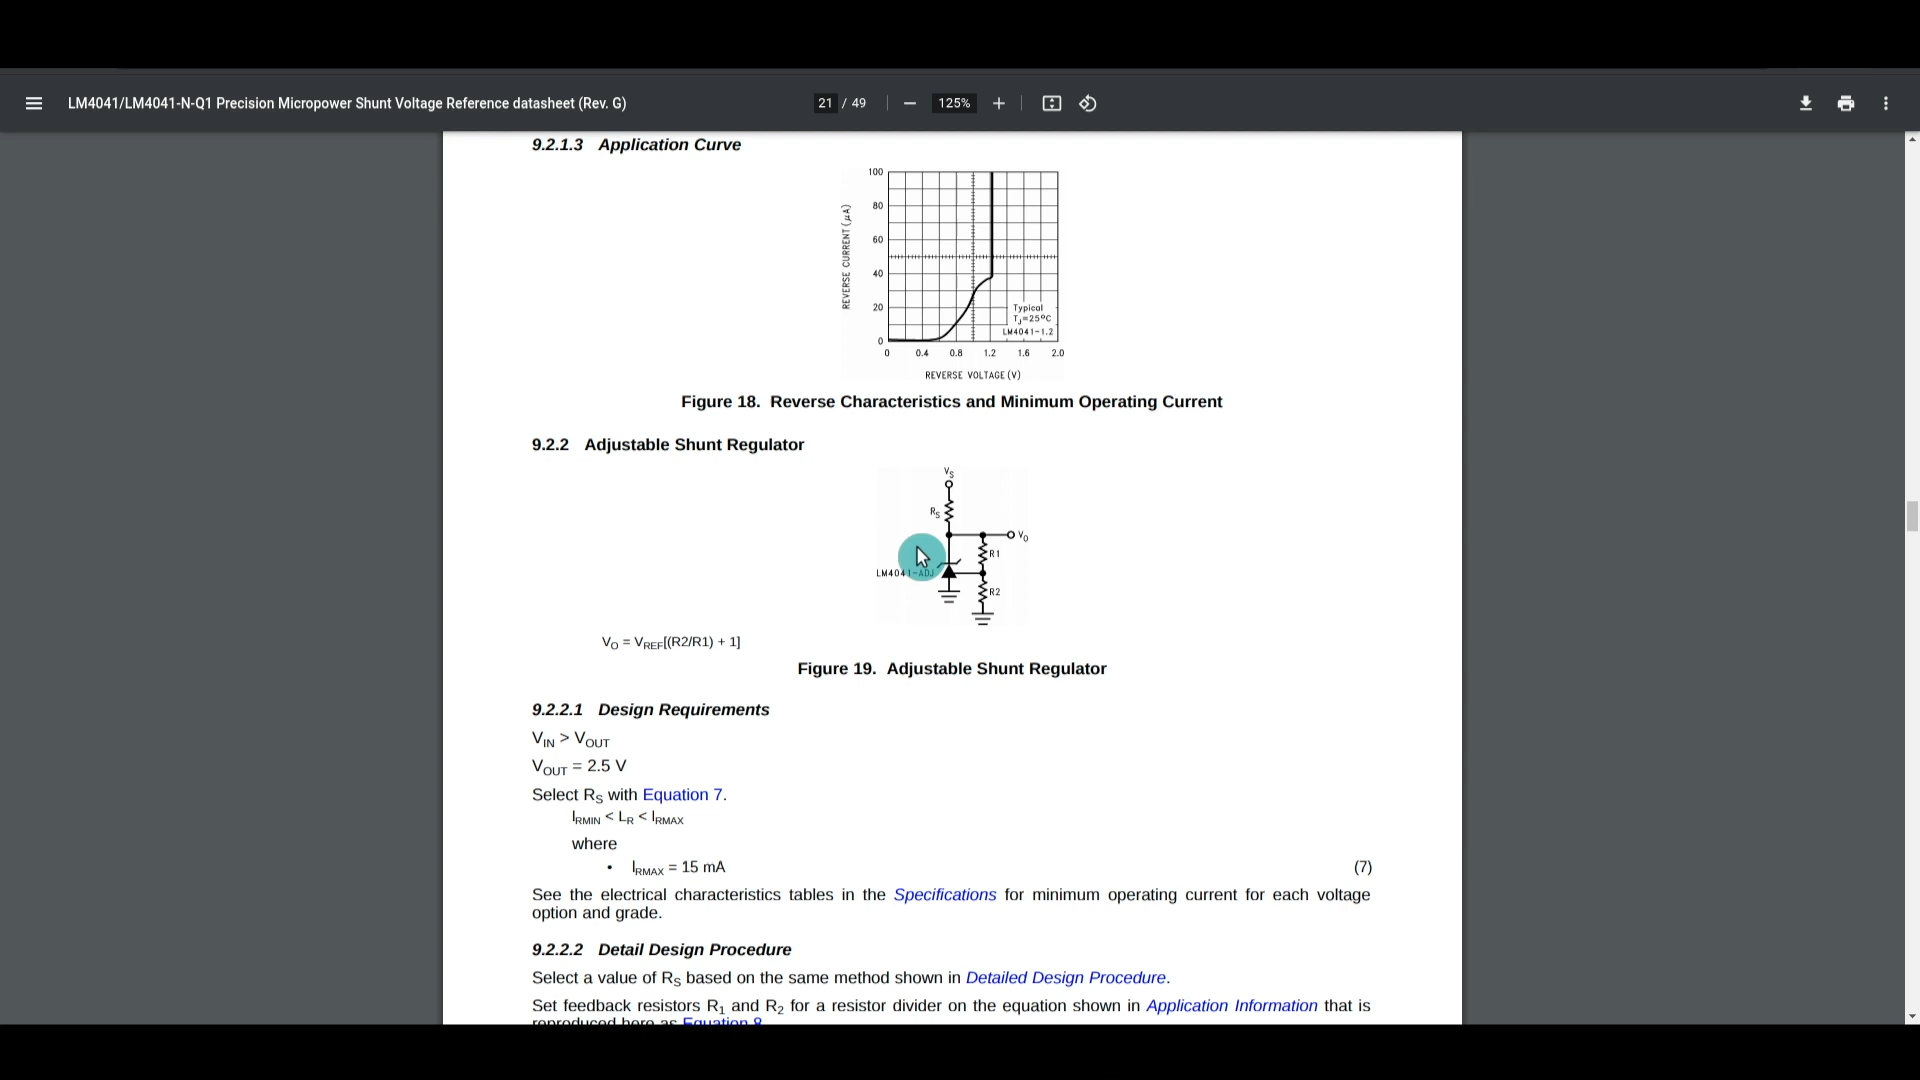 LM4041/LM4041-N-Q1 Precision Micropower Shunt Voltage Reference datasheet (Rev. G)
21 / 49
125%
9.2.1.3 Application Curve
100
80
60
40
20
0
REVERSE CURRENT (µA)
Typical
TJ=25°C
LM4041-1.2
0 0.4 0.8 1.2 1.6 2.0
REVERSE VOLTAGE (V)
Figure 18. Reverse Characteristics and Minimum Operating Current
9.2.2 Adjustable Shunt Regulator
VS
RS
VO
R1
LM4041-ADJ
R2
VO = VREF[(R2/R1) + 1]
Figure 19. Adjustable Shunt Regulator
9.2.2.1 Design Requirements
VIN > VOUT
VOUT = 2.5 V
Select RS with Equation 7.
IRMIN < LR < IRMAX
where
• IRMAX = 15 mA (7)
See the electrical characteristics tables in the Specifications for minimum operating current for each voltage
option and grade.
9.2.2.2 Detail Design Procedure
Select a value of RS based on the same method shown in Detailed Design Procedure.
Set feedback resistors R1 and R2 for a resistor divider on the equation shown in Application Information that is
reproduced here as Equation 8